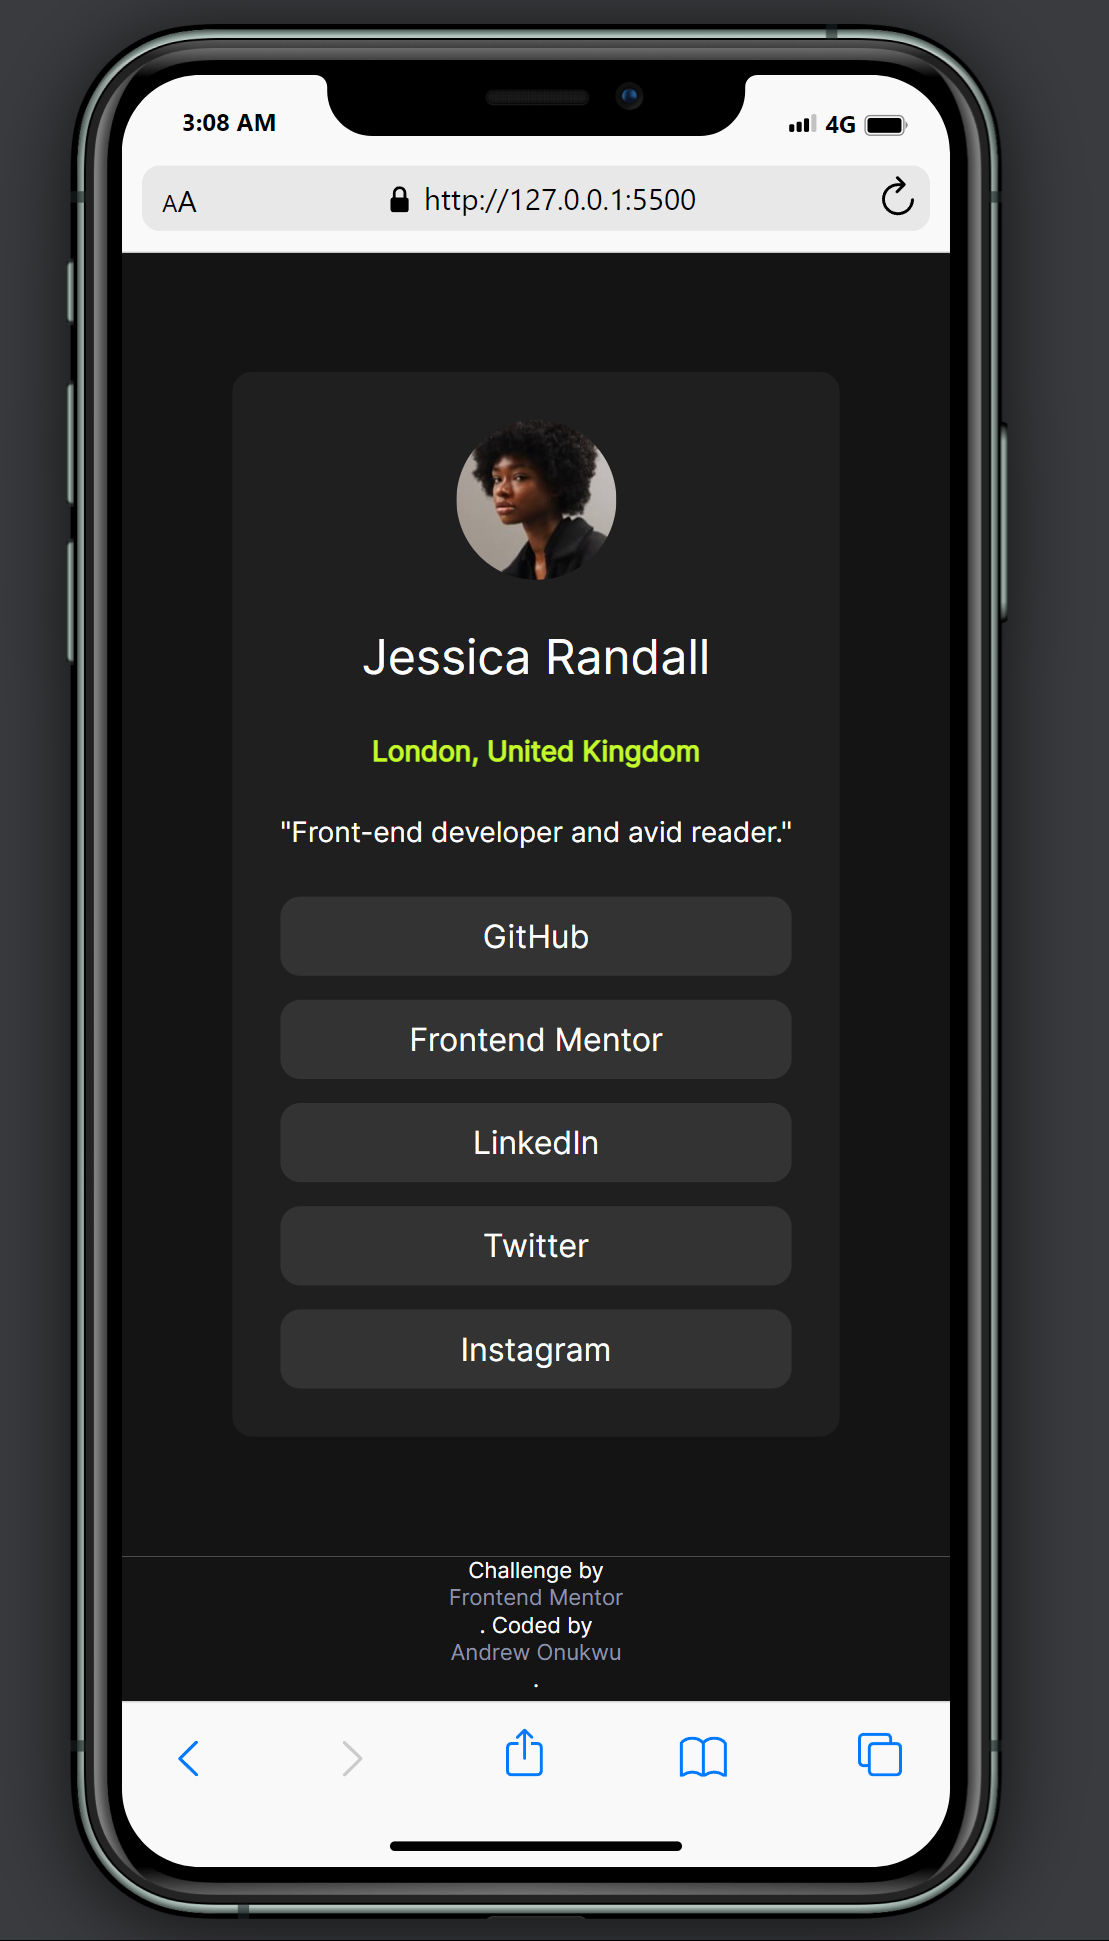 3:08 AM
4G
AA
http://127.0.0.1:5500
Jessica Randall
London, United Kingdom
"Front-end developer and avid reader."
GitHub
Frontend Mentor
LinkedIn
Twitter
Instagram
Challenge by
Frontend Mentor
. Coded by
Andrew Onukwu
.